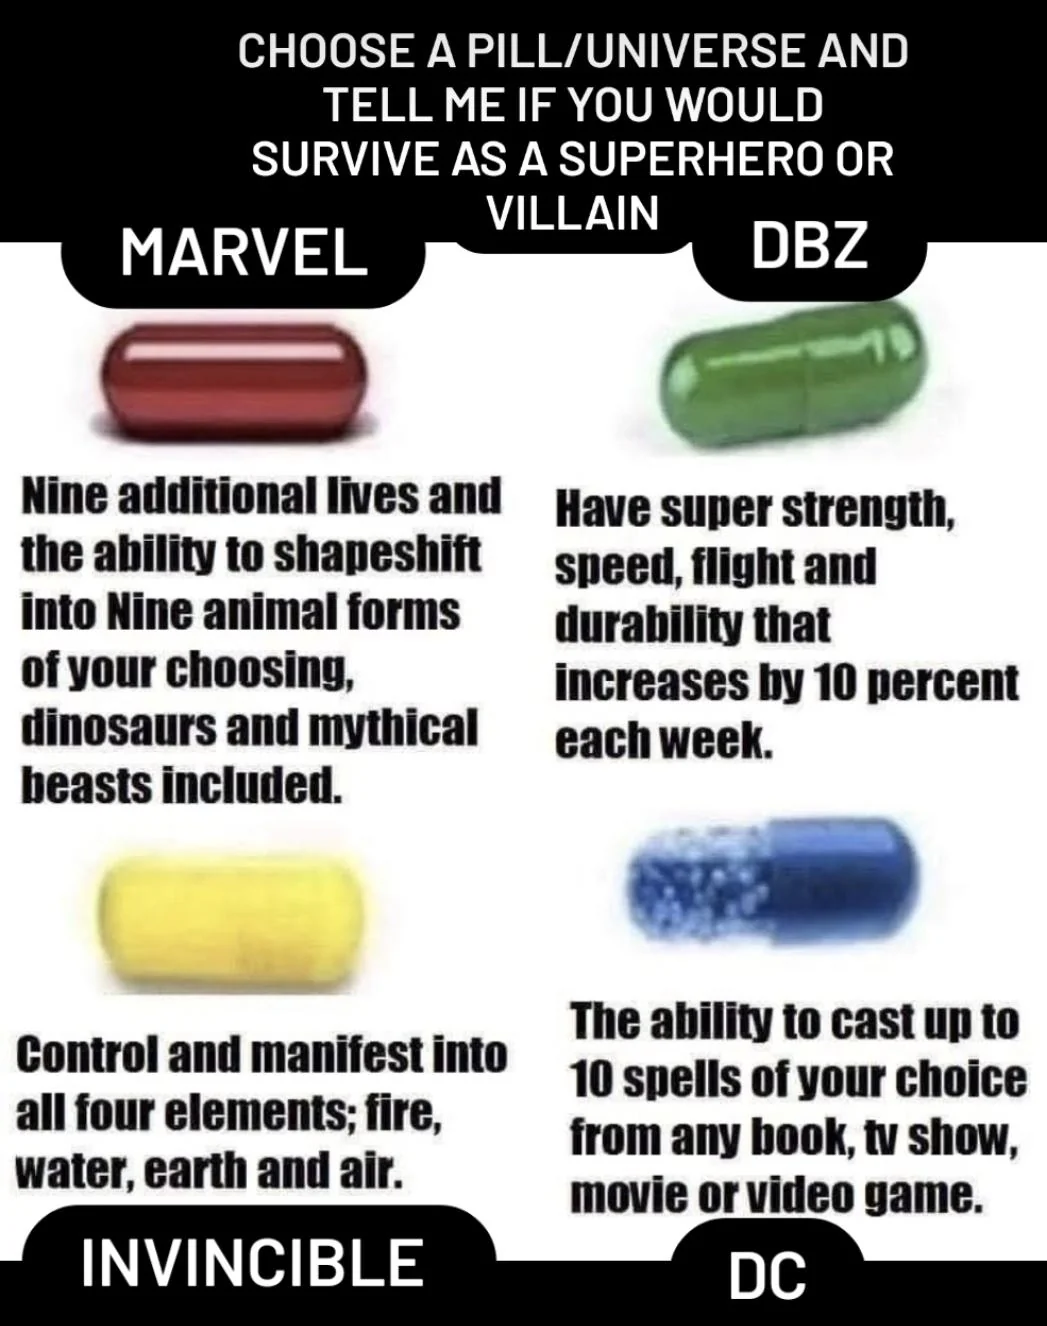 CHOOSE A PILL/UNIVERSE AND
TELL ME IF YOU WOULD
SURVIVE AS A SUPERHERO OR
VILLAIN
MARVEL
DBZ
Nine additional lives and
the ability to shapeshift
into Nine animal forms
of your choosing,
dinosaurs and mythical
beasts included.
Have super strength,
speed, flight and
durability that
increases by 10 percent
each week.
Control and manifest into
all four elements; fire,
water, earth and air.
The ability to cast up to
10 spells of your choice
from any book, tv show,
movie or video game.
INVINCIBLE
DC